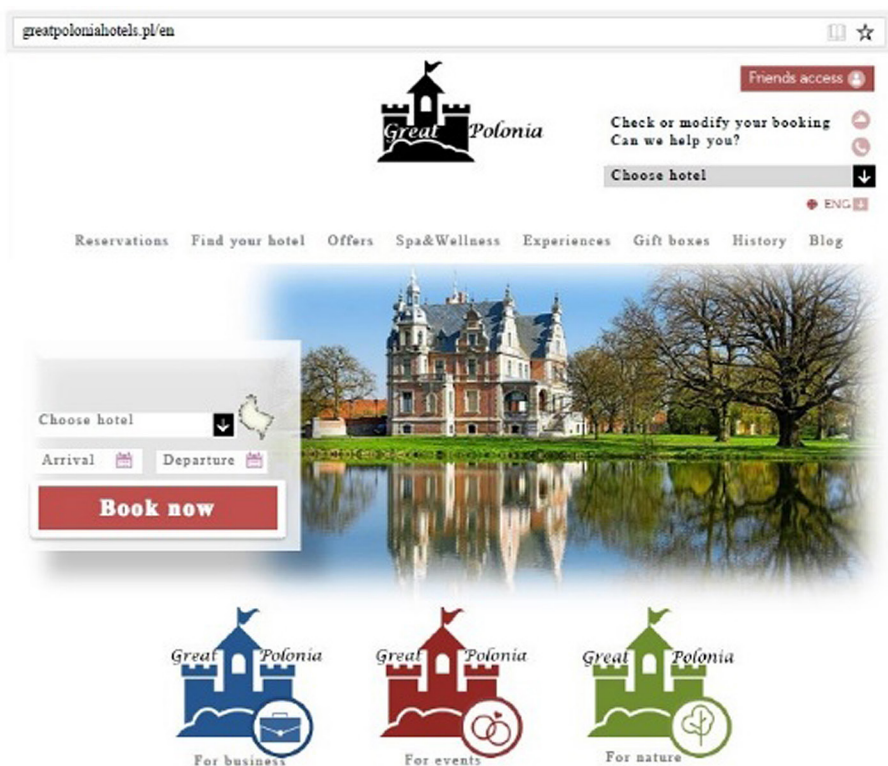 greatpoloniahotels.pl/en
Friends access
Great Polonia
Check or modify your booking
Can we help you?
Choose hotel
ENG
Reservations Find your hotel Offers Spa&Wellness Experiences Gift boxes History Blog
Choose hotel
Arrival Departure
Book now
Great Polonia Great Polonia Great Polonia
For business For events For nature